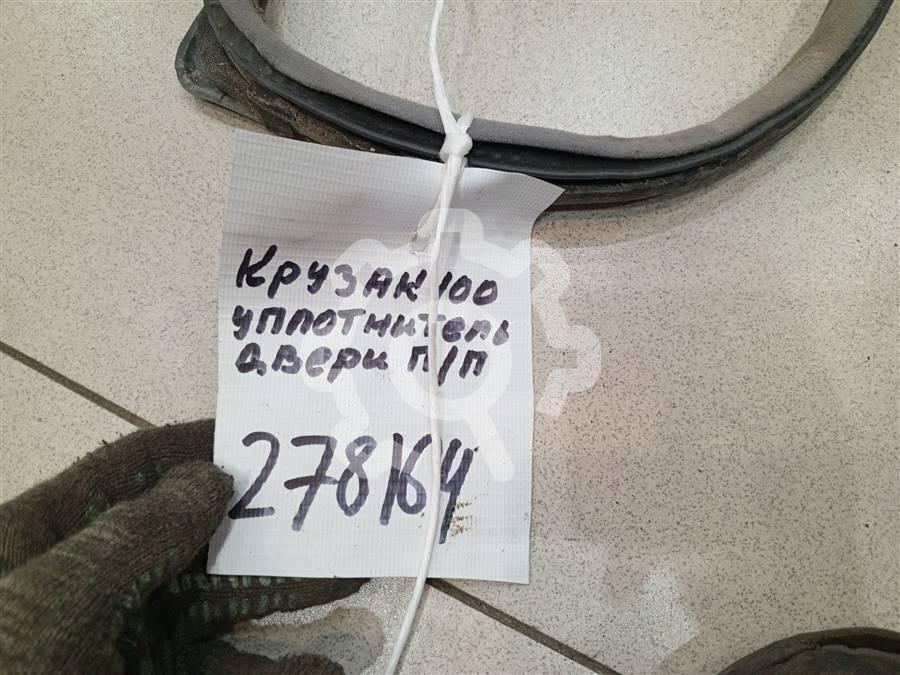 Крузак 100
уплотнитель
двери п/п
278164